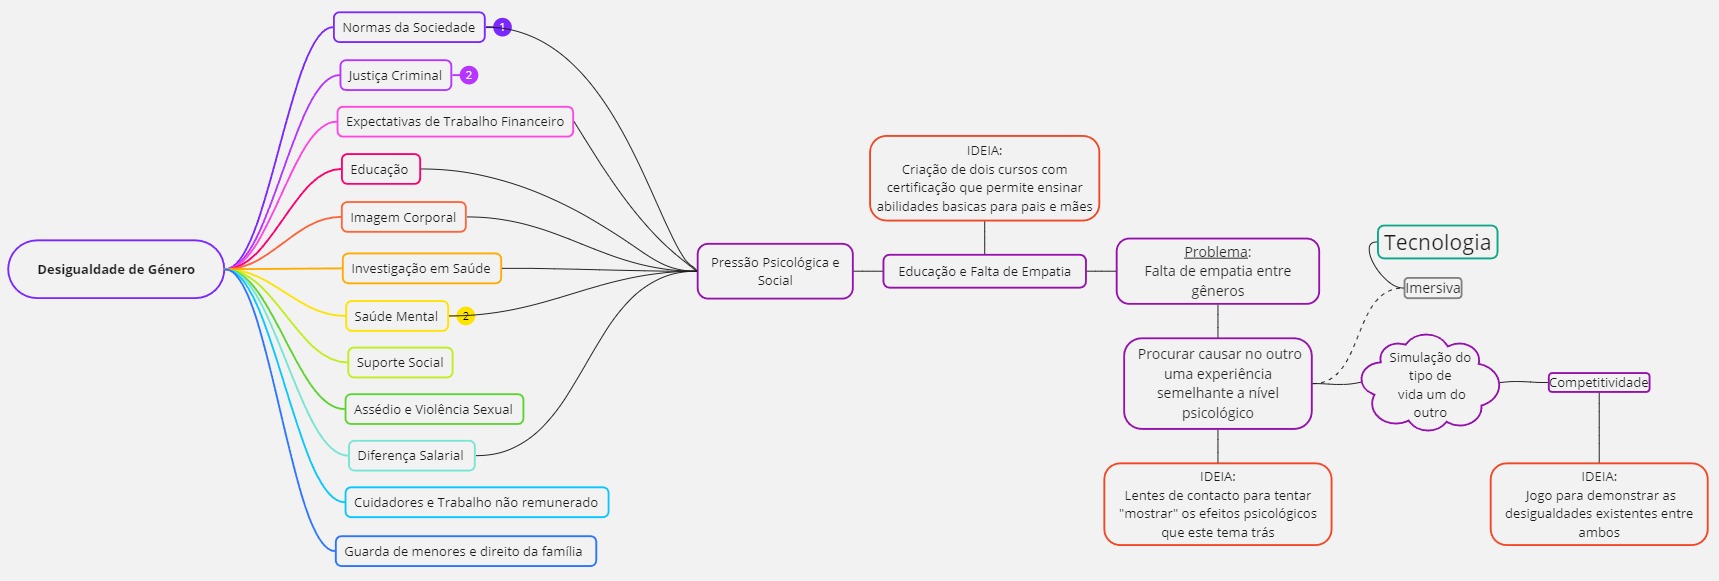 Desigualdade de Género
Normas da Sociedade
1
Justiça Criminal
2
Expectativas de Trabalho Financeiro
Educação
Imagem Corporal
Investigação em Saúde
Saúde Mental
2
Suporte Social
Assédio e Violência Sexual
Diferença Salarial
Cuidadores e Trabalho não remunerado
Guarda de menores e direito da família
Pressão Psicológica e
Social
IDEIA:
Criação de dois cursos com
certificação que permite ensinar
abilidades basicas para pais e mães
Educação e Falta de Empatia
Problema:
Falta de empatia entre
gêneros
Procurar causar no outro
uma experiência
semelhante a nível
psicológico
IDEIA:
Lentes de contacto para tentar
"mostrar" os efeitos psicológicos
que este tema trás
Tecnologia
Imersiva
Simulação do
tipo de
vida um do
outro
Competitividade
IDEIA:
Jogo para demonstrar as
desigualdades existentes entre
ambos